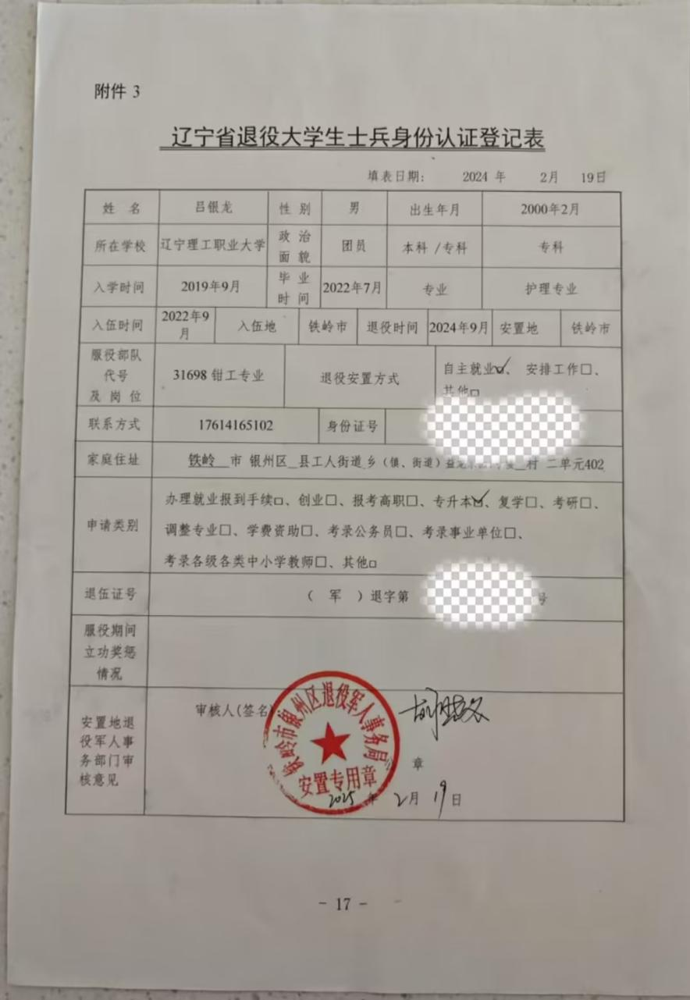 附件 3
辽宁省退役大学生士兵身份认证登记表
填表日期： 2024 年 2月 19日
姓 名 吕银龙 性 别 男 出生年月 2000年2月
所在学校 辽宁理工职业大学 政 治 面 貌 团员 本科 /专科 专科
入学时间 2019年9月 毕 业 时 间 2022年7月 专业 护理专业
入伍时间 2022年9月 入伍地 铁岭市 退役时间 2024年9月 安置地 铁岭市
服役部队
代号
及 岗 位
31698 钳工专业 退役安置方式
自主就业☑、安排工作□、
其他□
联系方式 17614165102 身份证号
家庭住址 铁岭 市 银州区 县工人街道乡（镇、街道） 村 二单元402
申请类别
办理就业报到手续□、创业□、报考高职□、专升本☑、复学□、考研□、
调整专业□、学费资助□、考录公务员□、考录事业单位□、
考录各级各类中小学教师□、其他□
退伍证号 （ 军 ）退字第 号
服役期间
立功奖惩
情况
安置地退
役军人事
务部门审
核意见
审核人(签名)
铁岭市银州区退役军人事务局
安置专用章
公 章
2025 年 2月 19日
- 17 -